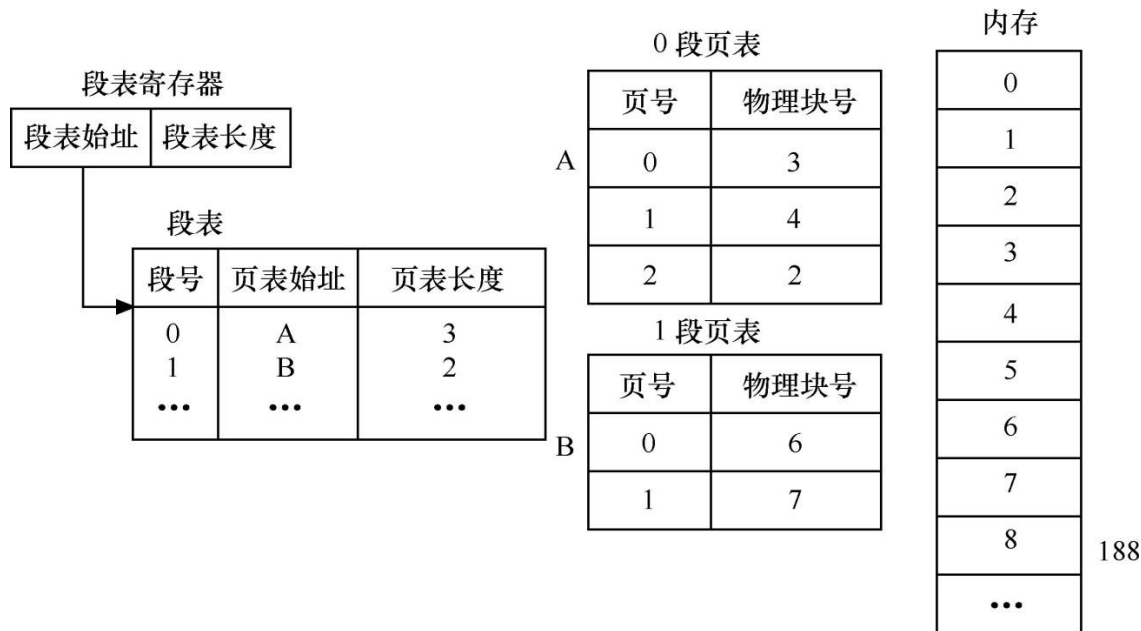 段表寄存器
段表始址 段表长度
段表
段号 页表始址 页表长度
0 A 3
1 B 2
••• ••• •••
0 段页表
页号 物理块号
A
0 3
1 4
2 2
1 段页表
页号 物理块号
B
0 6
1 7
内存
0
1
2
3
4
5
6
7
8
•••
188